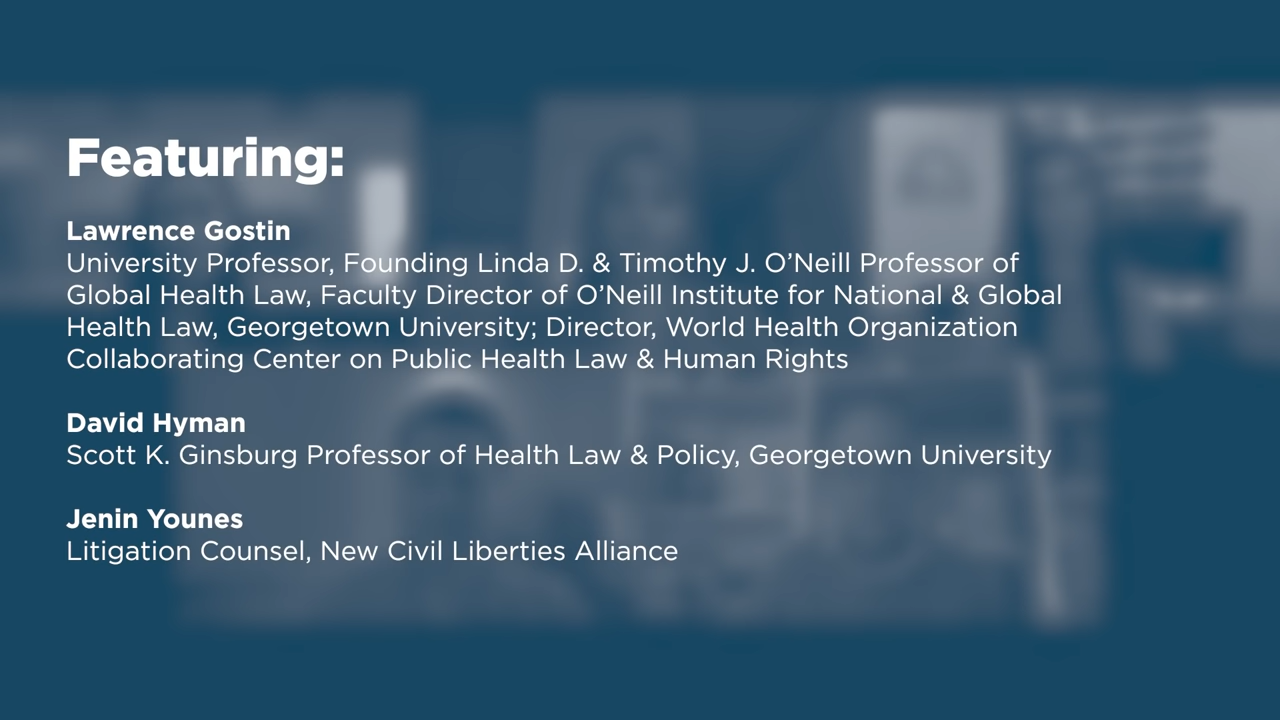 Featuring:
Lawrence Gostin
University Professor, Founding Linda D. & Timothy J. O’Neill Professor of
Global Health Law, Faculty Director of O’Neill Institute for National & Global
Health Law, Georgetown University; Director, World Health Organization
Collaborating Center on Public Health Law & Human Rights
David Hyman
Scott K. Ginsburg Professor of Health Law & Policy, Georgetown University
Jenin Younes
Litigation Counsel, New Civil Liberties Alliance